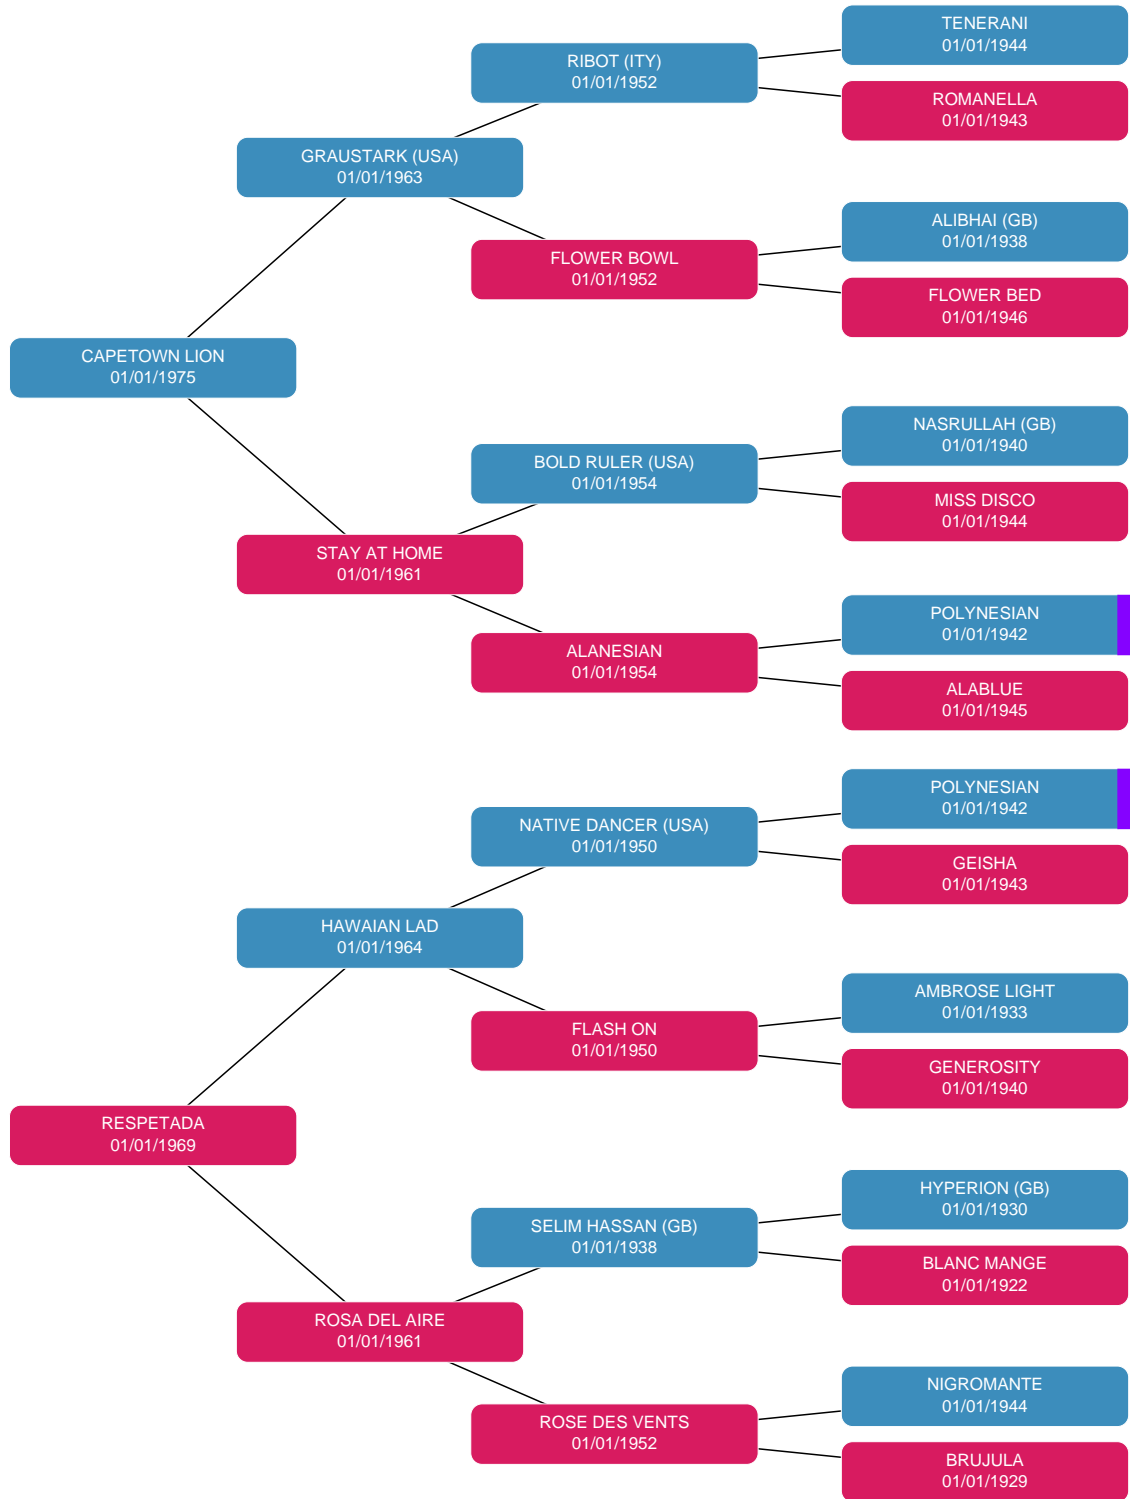 TENERANI
01/01/1944
RIBOT (ITY)
01/01/1952
ROMANELLA
01/01/1943
GRAUSTARK (USA)
01/01/1963
ALIBHAI (GB)
01/01/1938
FLOWER BOWL
01/01/1952
FLOWER BED
01/01/1946
CAPETOWN LION
01/01/1975
NASRULLAH (GB)
01/01/1940
BOLD RULER (USA)
01/01/1954
MISS DISCO
01/01/1944
STAY AT HOME
01/01/1961
POLYNESIAN
01/01/1942
ALANESIAN
01/01/1954
ALABLUE
01/01/1945
POLYNESIAN
01/01/1942
NATIVE DANCER (USA)
01/01/1950
GEISHA
01/01/1943
HAWAIAN LAD
01/01/1964
AMBROSE LIGHT
01/01/1933
FLASH ON
01/01/1950
GENEROSITY
01/01/1940
RESPETADA
01/01/1969
HYPERION (GB)
01/01/1930
SELIM HASSAN (GB)
01/01/1938
BLANC MANGE
01/01/1922
ROSA DEL AIRE
01/01/1961
NIGROMANTE
01/01/1944
ROSE DES VENTS
01/01/1952
BRUJULA
01/01/1929